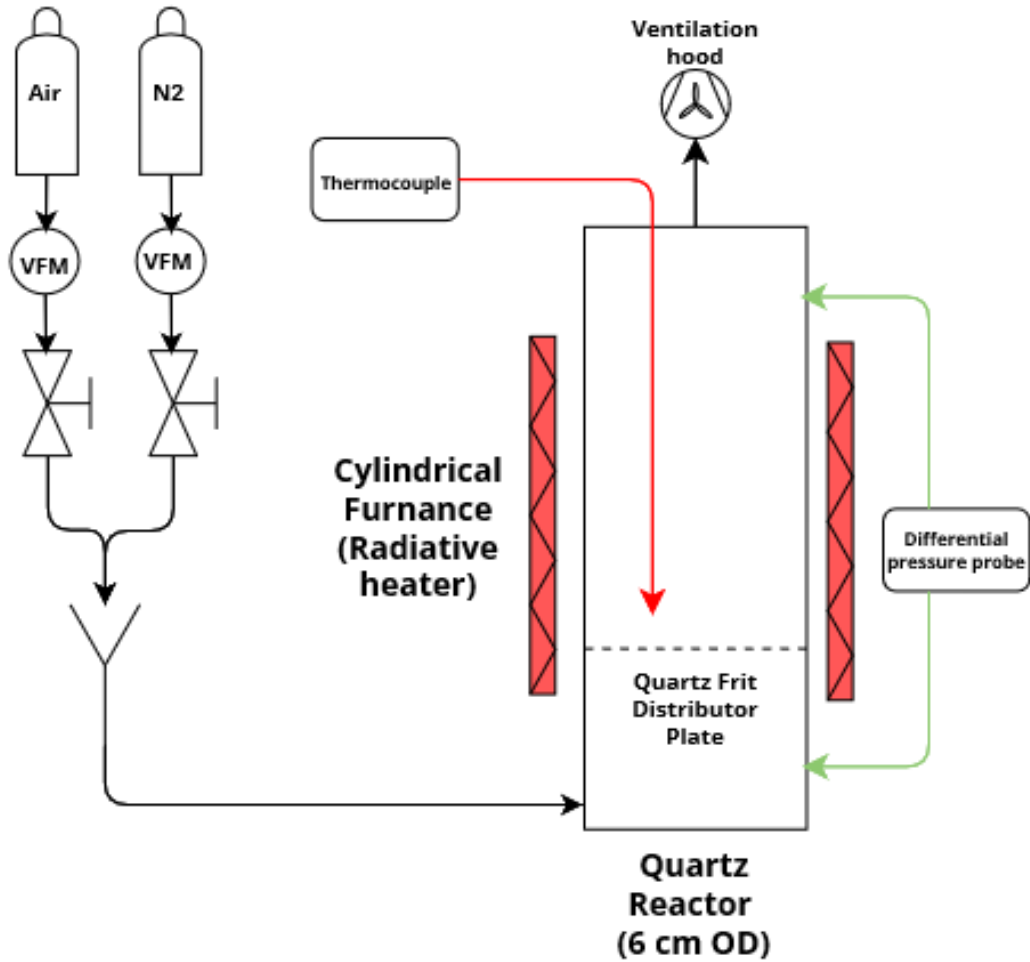 Ventilation
hood
Air
N2
Thermocouple
VFM
VFM
Cylindrical
Furnance
(Radiative
heater)
Differential
pressure probe
Quartz Frit
Distributor
Plate
Quartz
Reactor
(6 cm OD)